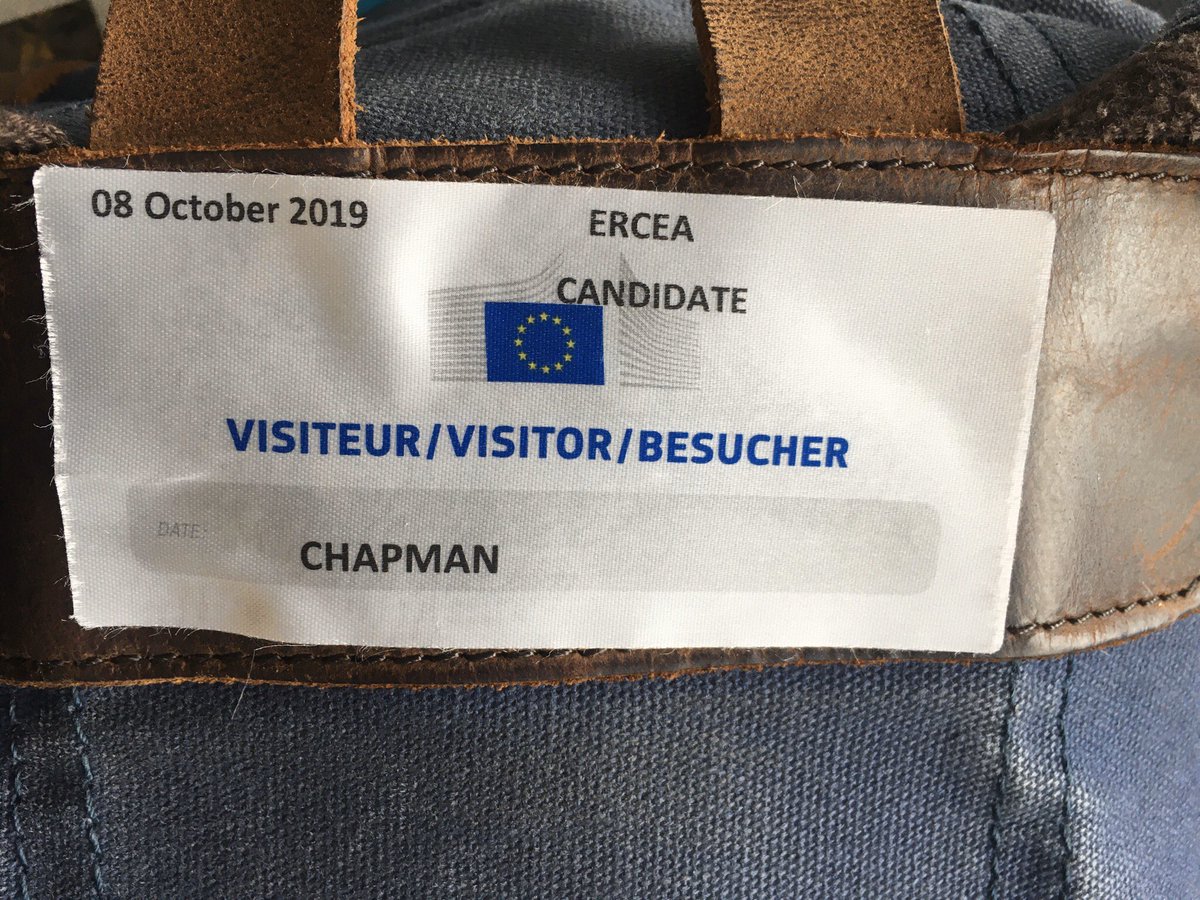 08 October 2019
ERCEA
CANDIDATE
VISITEUR/VISITOR/BESUCHER
DATE:
CHAPMAN